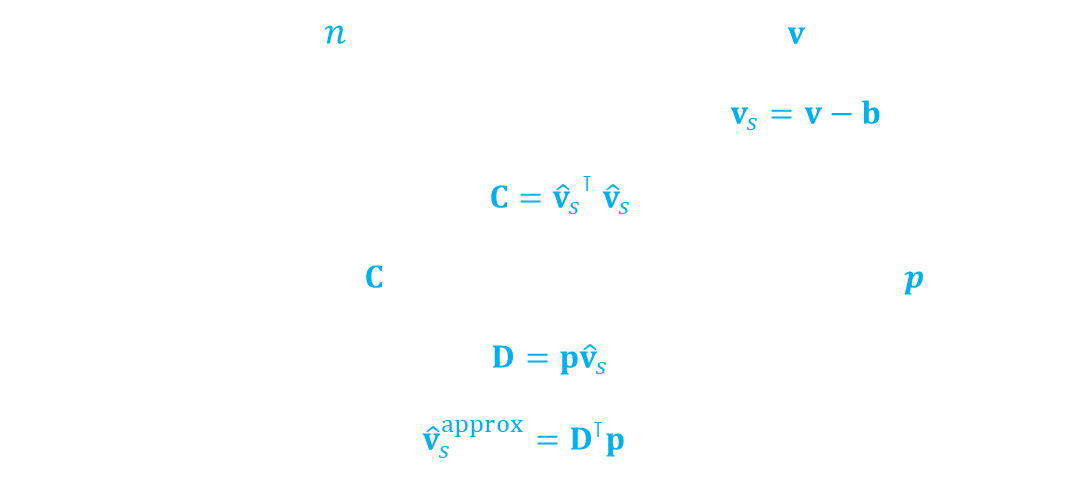 n v
v_s = v − b
C = v̂_s^⊺ v̂_s
C p
D = pv̂_s
v̂_s^approx = D^⊺p